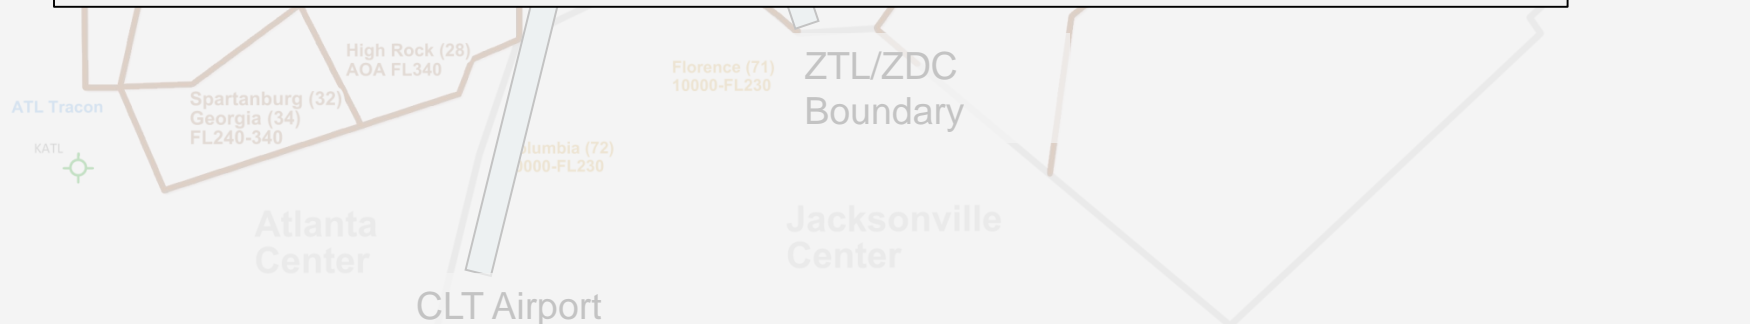 High Rock (28)
AOA FL340
Florence (71)
10000-FL230
ZTL/ZDC
Boundary
ATL Tracon
Spartanburg (32)
Georgia (34)
FL240-340
KATL
lumbia (72)
000-FL230
Atlanta
Center
Jacksonville
Center
CLT Airport